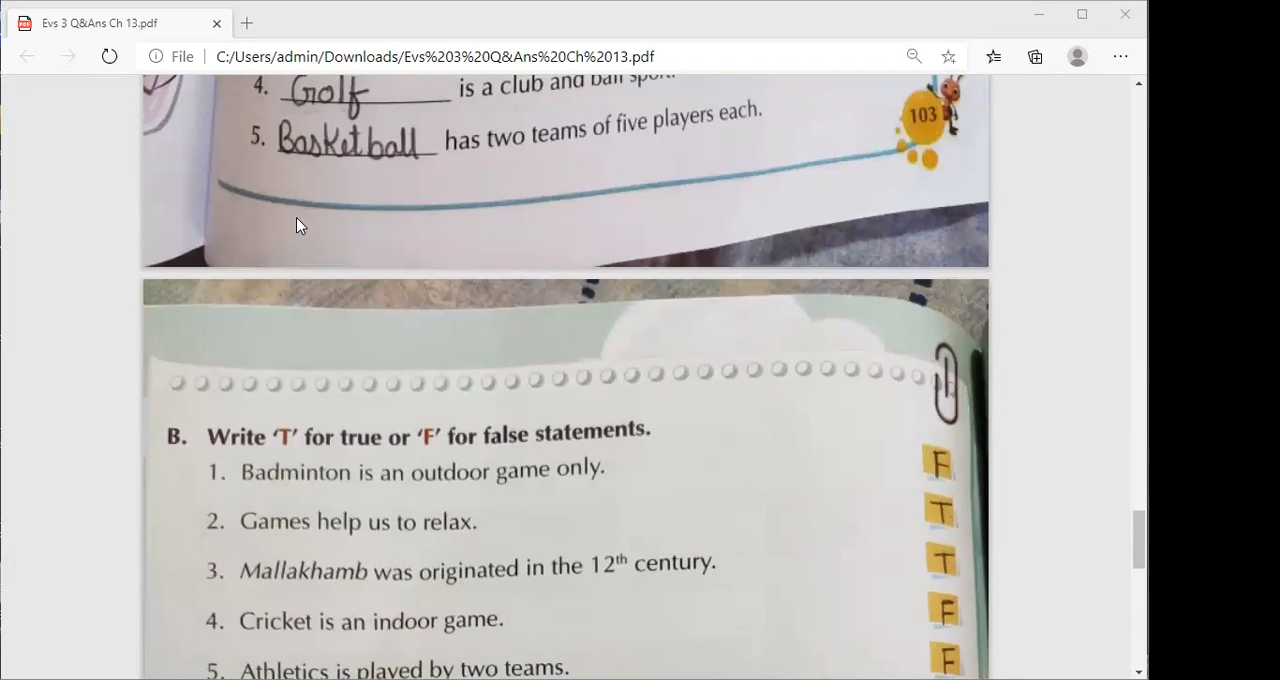 Evs 3 Q&Ans Ch 13.pdf
File C:/Users/admin/Downloads/Evs%203%20Q&Ans%20Ch%2013.pdf
4. Golf is a club and ball sport.
5. Basketball has two teams of five players each.
103
B. Write ‘T’ for true or ‘F’ for false statements.
1. Badminton is an outdoor game only. F
2. Games help us to relax. T
3. Mallakhamb was originated in the 12th century. T
4. Cricket is an indoor game. F
5. Athletics is played by two teams. F